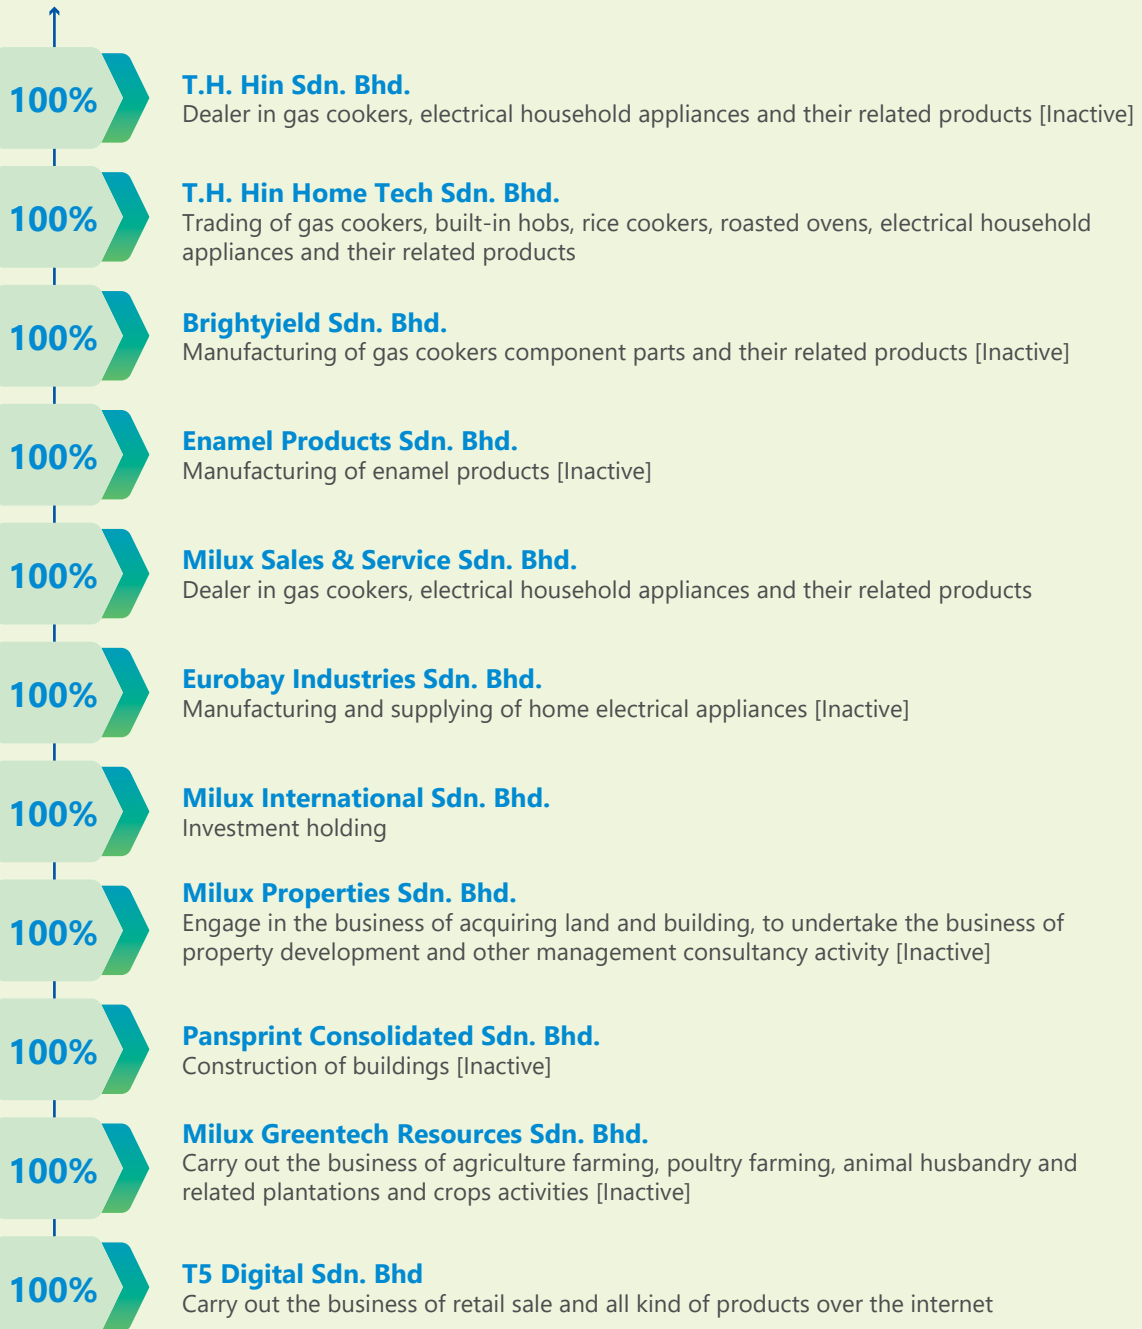 100%
T.H. Hin Sdn. Bhd.
Dealer in gas cookers, electrical household appliances and their related products [Inactive]
100%
T.H. Hin Home Tech Sdn. Bhd.
Trading of gas cookers, built-in hobs, rice cookers, roasted ovens, electrical household
appliances and their related products
100%
Brightyield Sdn. Bhd.
Manufacturing of gas cookers component parts and their related products [Inactive]
100%
Enamel Products Sdn. Bhd.
Manufacturing of enamel products [Inactive]
100%
Milux Sales & Service Sdn. Bhd.
Dealer in gas cookers, electrical household appliances and their related products
100%
Eurobay Industries Sdn. Bhd.
Manufacturing and supplying of home electrical appliances [Inactive]
100%
Milux International Sdn. Bhd.
Investment holding
100%
Milux Properties Sdn. Bhd.
Engage in the business of acquiring land and building, to undertake the business of
property development and other management consultancy activity [Inactive]
100%
Pansprint Consolidated Sdn. Bhd.
Construction of buildings [Inactive]
100%
Milux Greentech Resources Sdn. Bhd.
Carry out the business of agriculture farming, poultry farming, animal husbandry and
related plantations and crops activities [Inactive]
100%
T5 Digital Sdn. Bhd
Carry out the business of retail sale and all kind of products over the internet